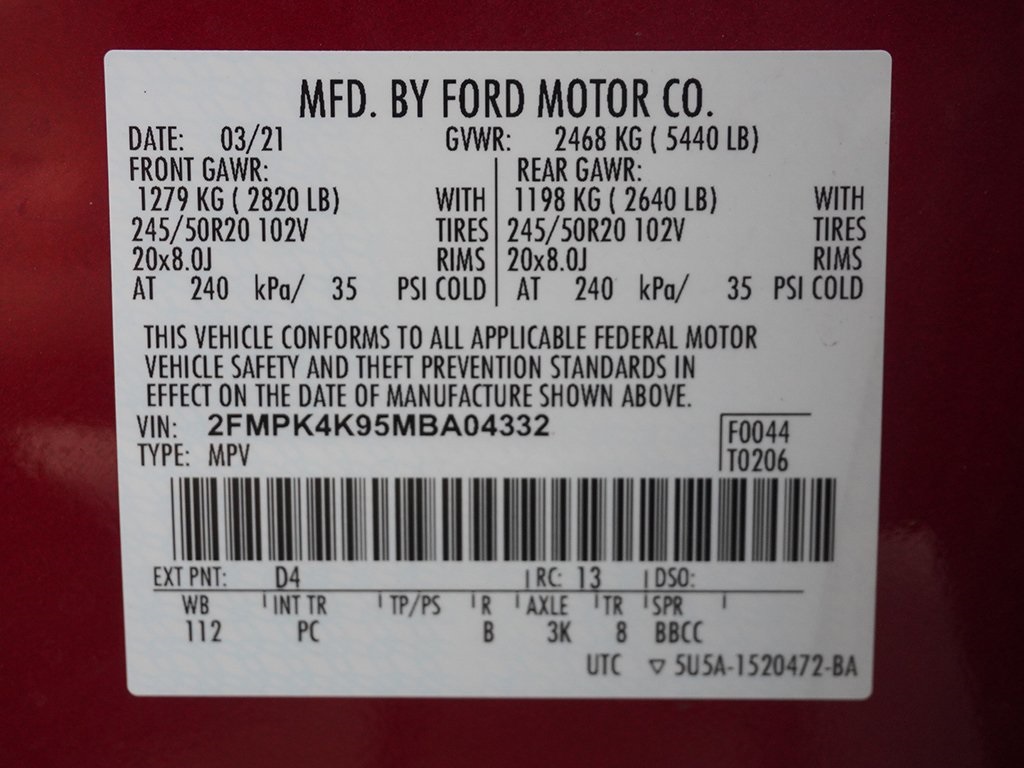 MFD. BY FORD MOTOR CO.
DATE: 03/21 GVWR: 2468 KG ( 5440 LB)
FRONT GAWR: REAR GAWR:
1279 KG ( 2820 LB) WITH 1198 KG ( 2640 LB) WITH
245/50R20 102V TIRES 245/50R20 102V TIRES
20x8.0J RIMS 20x8.0J RIMS
AT 240 kPa/ 35 PSI COLD AT 240 kPa/ 35 PSI COLD
THIS VEHICLE CONFORMS TO ALL APPLICABLE FEDERAL MOTOR
VEHICLE SAFETY AND THEFT PREVENTION STANDARDS IN
EFFECT ON THE DATE OF MANUFACTURE SHOWN ABOVE.
VIN: 2FMPK4K95MBA04332 F0044
TYPE: MPV T0206
EXT PNT: D4 RC: 13 DSO:
WB INT TR TP/PS R AXLE TR SPR
112 PC B 3K 8 BBCC
UTC ▽ 5U5A-1520472-BA